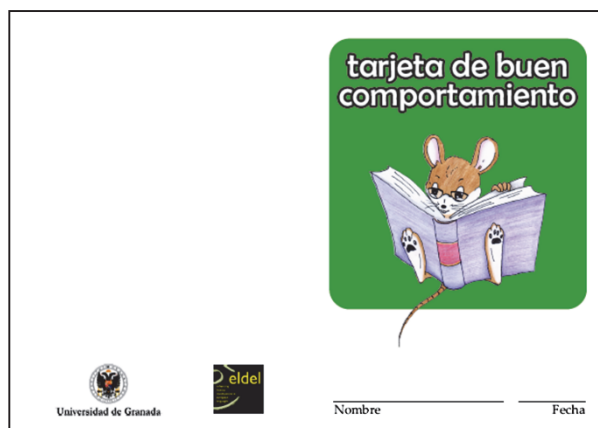 tarjeta de buen
comportamiento
eldel
Universidad de Granada
Nombre
Fecha